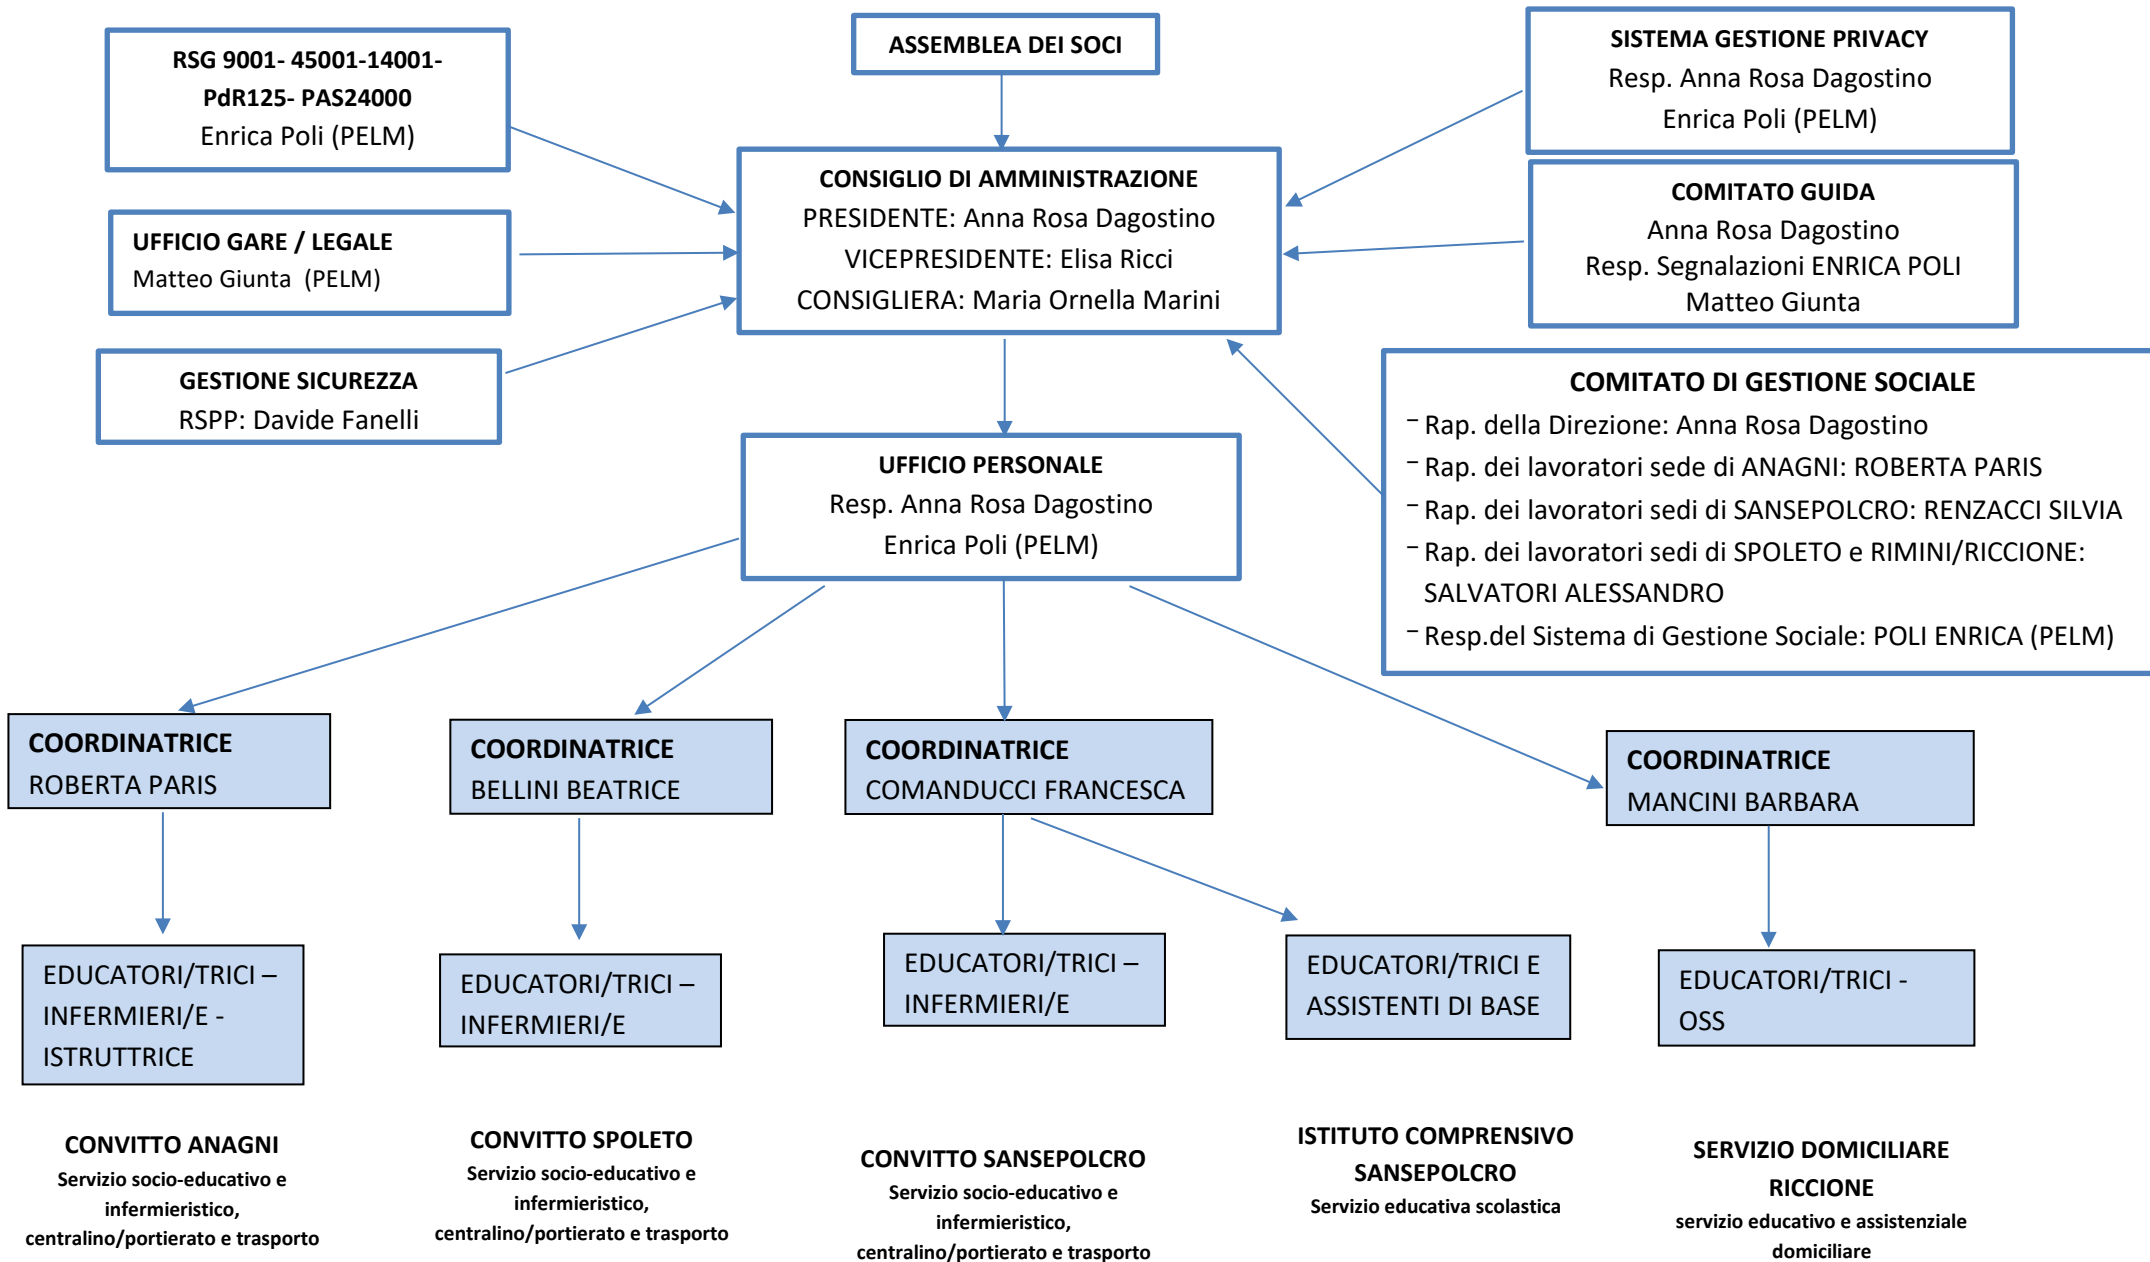 RSG 9001- 45001-14001-
PdR125- PAS24000
Enrica Poli (PELM)
ASSEMBLEA DEI SOCI
SISTEMA GESTIONE PRIVACY
Resp. Anna Rosa Dagostino
Enrica Poli (PELM)
UFFICIO GARE / LEGALE
Matteo Giunta  (PELM)
CONSIGLIO DI AMMINISTRAZIONE
PRESIDENTE: Anna Rosa Dagostino
VICEPRESIDENTE: Elisa Ricci
CONSIGLIERA: Maria Ornella Marini
COMITATO GUIDA
Anna Rosa Dagostino
Resp. Segnalazioni ENRICA POLI
Matteo Giunta
GESTIONE SICUREZZA
RSPP: Davide Fanelli
COMITATO DI GESTIONE SOCIALE
- Rap. della Direzione: Anna Rosa Dagostino
- Rap. dei lavoratori sede di ANAGNI: ROBERTA PARIS
- Rap. dei lavoratori sedi di SANSEPOLCRO: RENZACCI SILVIA
- Rap. dei lavoratori sedi di SPOLETO e RIMINI/RICCIONE:
SALVATORI ALESSANDRO
- Resp.del Sistema di Gestione Sociale: POLI ENRICA (PELM)
UFFICIO PERSONALE
Resp. Anna Rosa Dagostino
Enrica Poli (PELM)
COORDINATRICE
ROBERTA PARIS
COORDINATRICE
BELLINI BEATRICE
COORDINATRICE
COMANDUCCI FRANCESCA
COORDINATRICE
MANCINI BARBARA
EDUCATORI/TRICI –
INFERMIERI/E -
ISTRUTTRICE
EDUCATORI/TRICI –
INFERMIERI/E
EDUCATORI/TRICI –
INFERMIERI/E
EDUCATORI/TRICI E
ASSISTENTI DI BASE
EDUCATORI/TRICI -
OSS
CONVITTO ANAGNI
Servizio socio-educativo e
infermieristico,
centralino/portierato e trasporto
CONVITTO SPOLETO
Servizio socio-educativo e
infermieristico,
centralino/portierato e trasporto
CONVITTO SANSEPOLCRO
Servizio socio-educativo e
infermieristico,
centralino/portierato e trasporto
ISTITUTO COMPRENSIVO
SANSEPOLCRO
Servizio educativa scolastica
SERVIZIO DOMICILIARE
RICCIONE
servizio educativo e assistenziale
domiciliare